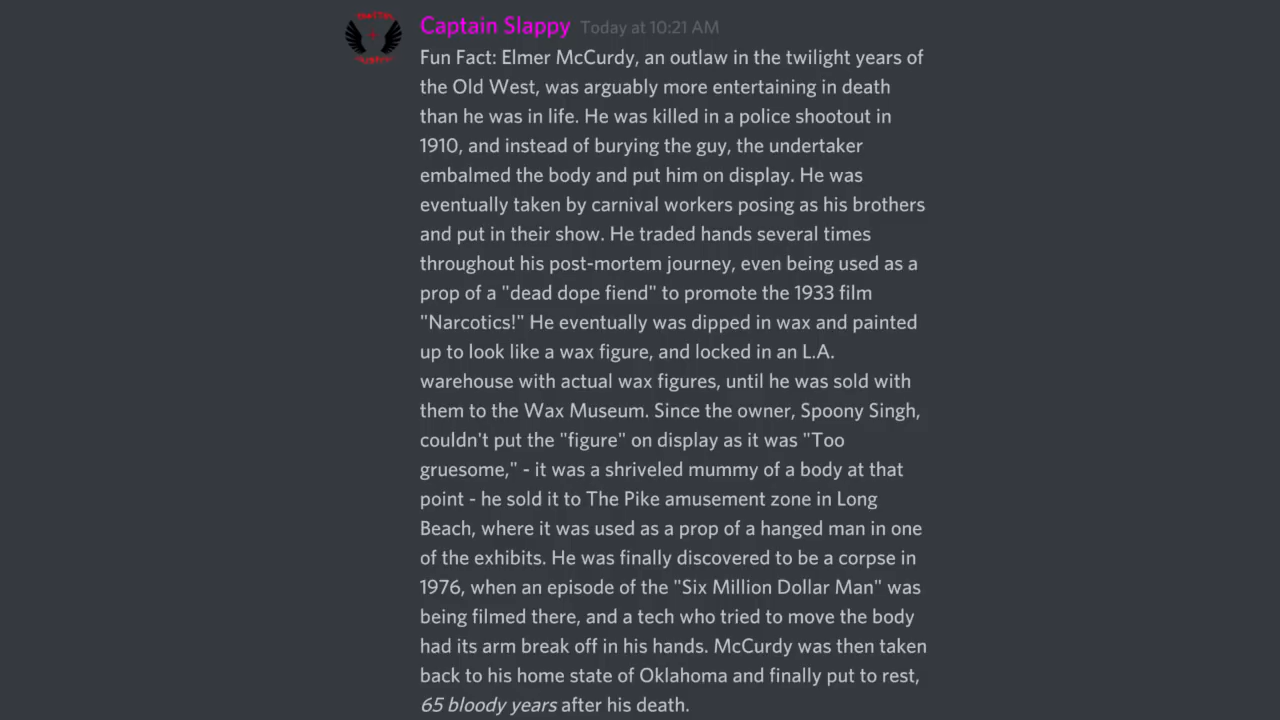 Captain Slappy Today at 10:21 AM
Fun Fact: Elmer McCurdy, an outlaw in the twilight years of
the Old West, was arguably more entertaining in death
than he was in life. He was killed in a police shootout in
1910, and instead of burying the guy, the undertaker
embalmed the body and put him on display. He was
eventually taken by carnival workers posing as his brothers
and put in their show. He traded hands several times
throughout his post-mortem journey, even being used as a
prop of a "dead dope fiend" to promote the 1933 film
"Narcotics!" He eventually was dipped in wax and painted
up to look like a wax figure, and locked in an L.A.
warehouse with actual wax figures, until he was sold with
them to the Wax Museum. Since the owner, Spoony Singh,
couldn't put the "figure" on display as it was "Too
gruesome," - it was a shriveled mummy of a body at that
point - he sold it to The Pike amusement zone in Long
Beach, where it was used as a prop of a hanged man in one
of the exhibits. He was finally discovered to be a corpse in
1976, when an episode of the "Six Million Dollar Man" was
being filmed there, and a tech who tried to move the body
had its arm break off in his hands. McCurdy was then taken
back to his home state of Oklahoma and finally put to rest,
65 bloody years after his death.